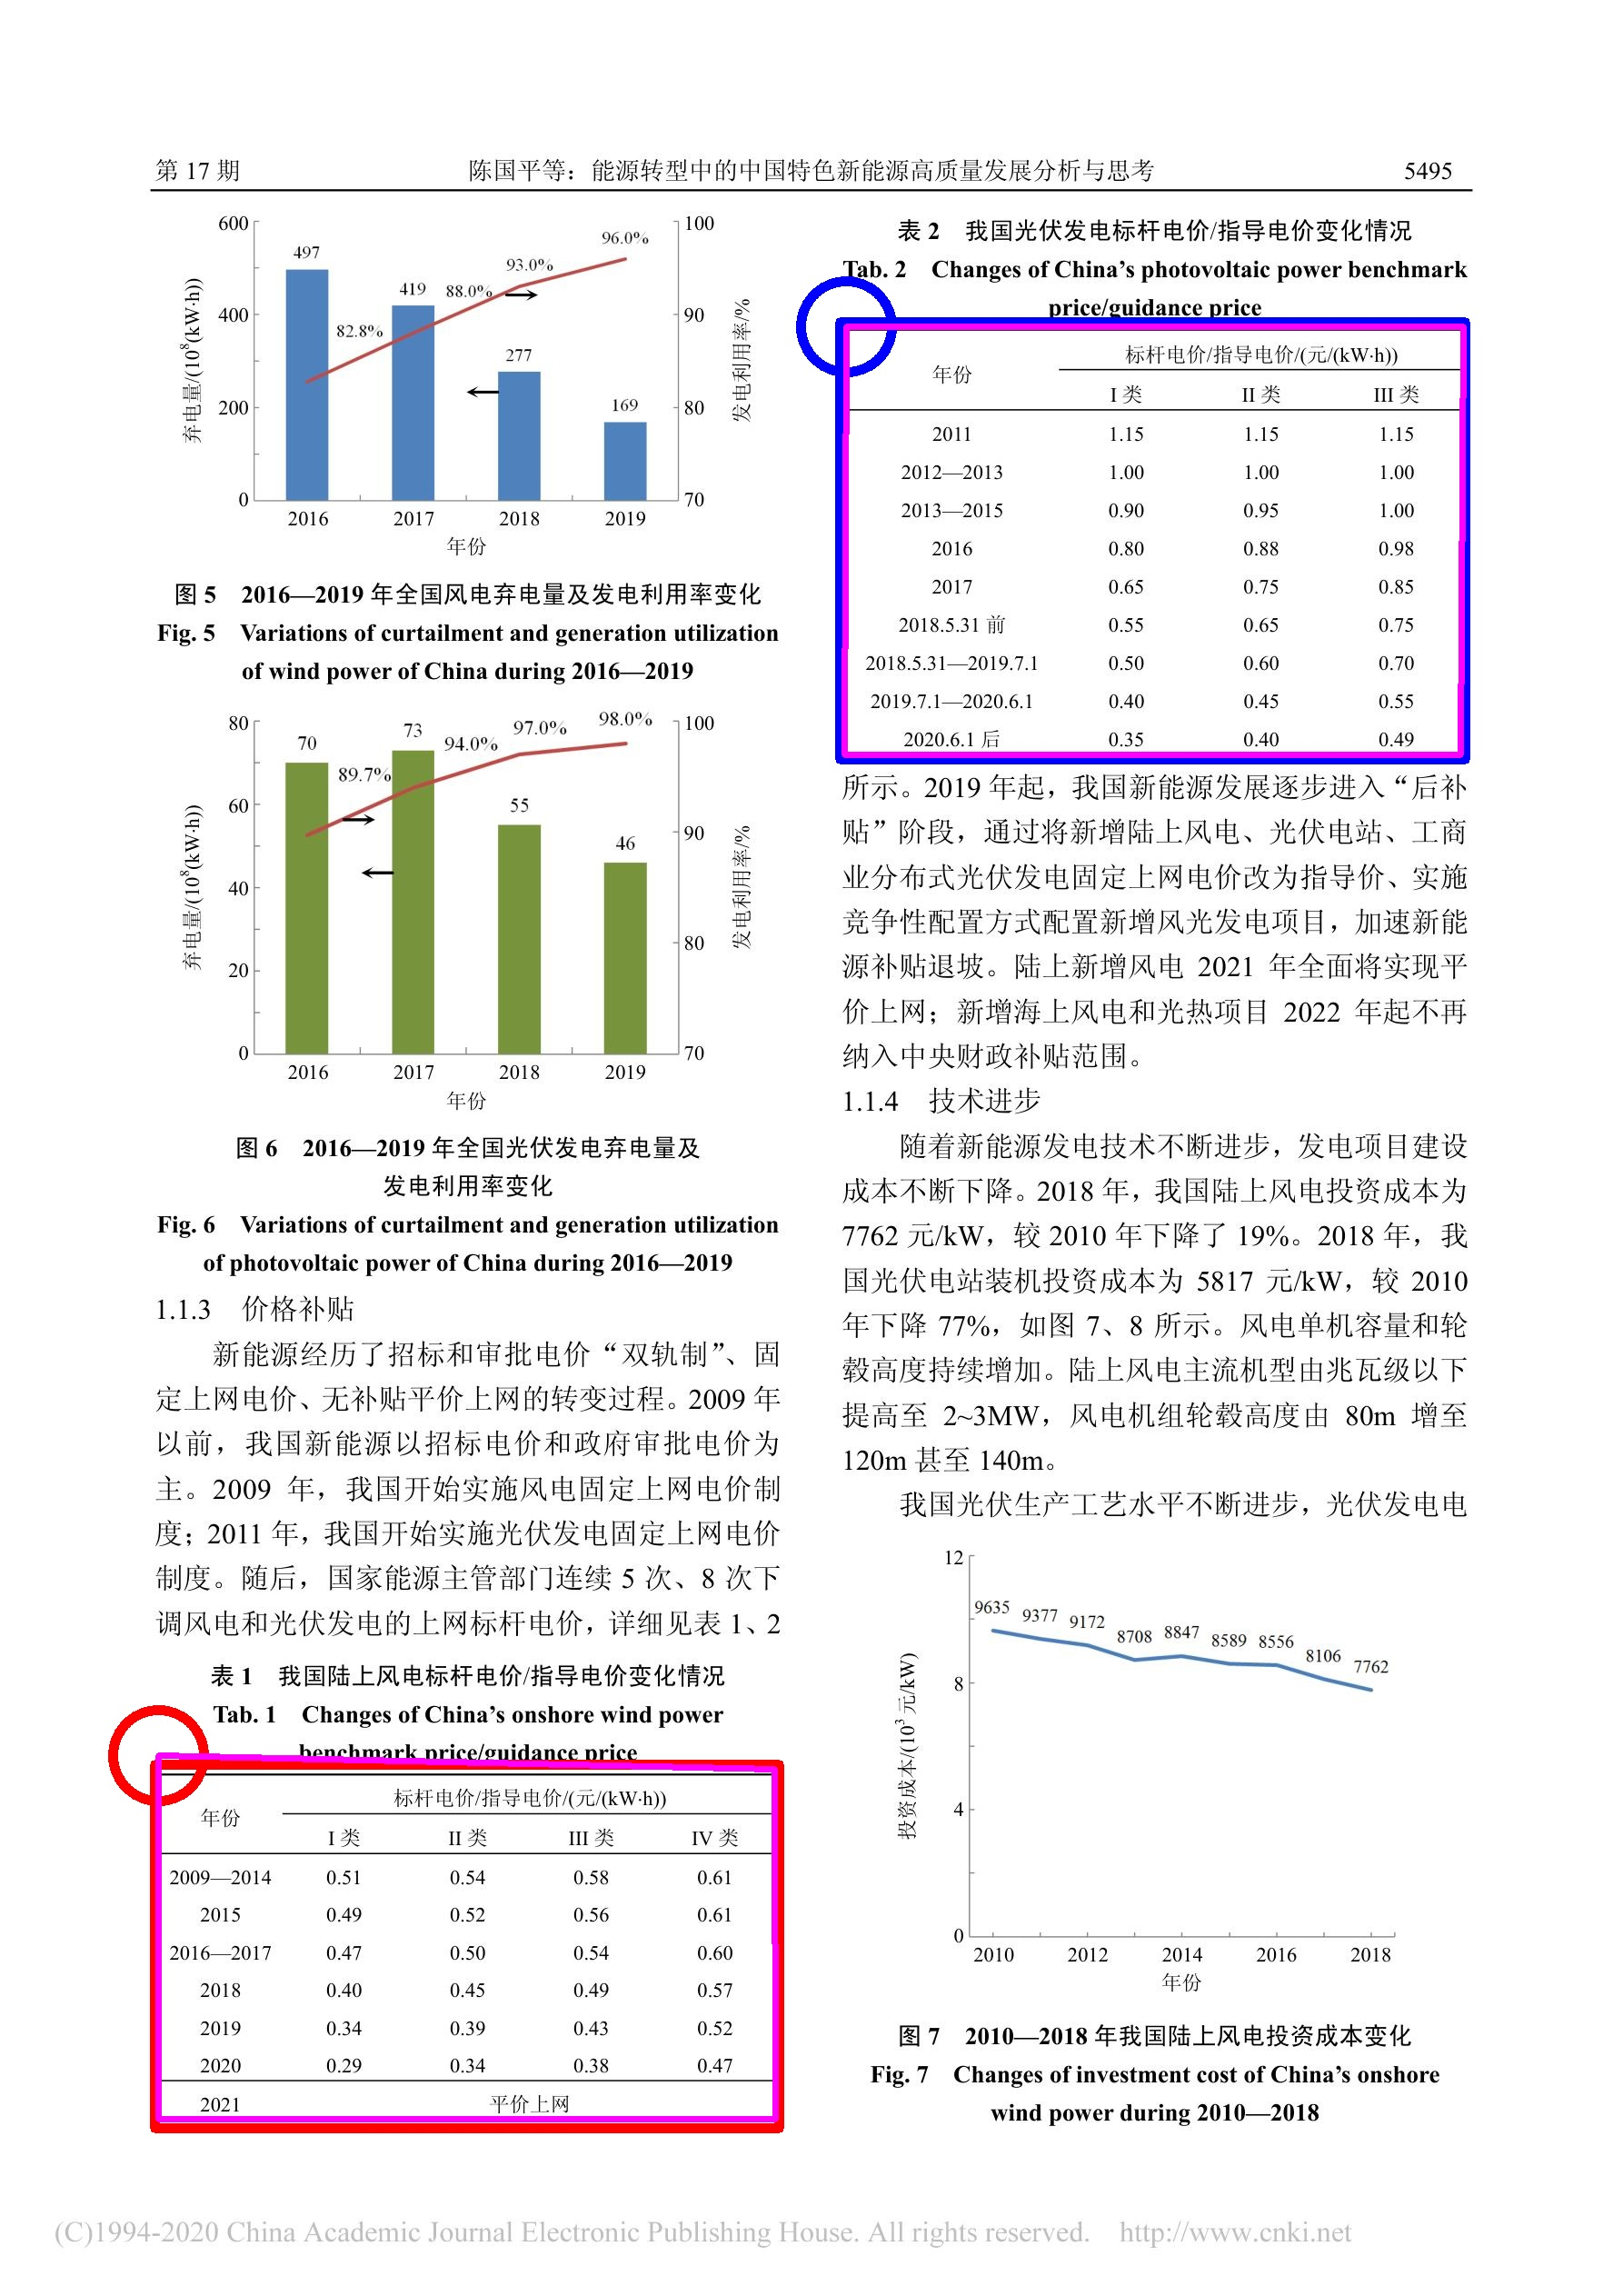 第 17 期 陈国平等：能源转型中的中国特色新能源高质量发展分析与思考 5495
600
400
200
0
弃电量/(10⁸(kW·h))
497
419
277
169
82.8%
88.0%
93.0%
96.0%
100
90
80
70
发电利用率/%
2016 2017 2018 2019
年份
图 5 2016—2019 年全国风电弃电量及发电利用率变化
Fig. 5 Variations of curtailment and generation utilization
of wind power of China during 2016—2019
80
60
40
20
0
弃电量/(10⁸(kW·h))
70
73
55
46
89.7%
94.0%
97.0%
98.0%
100
90
80
70
发电利用率/%
2016 2017 2018 2019
年份
图 6 2016—2019 年全国光伏发电弃电量及
发电利用率变化
Fig. 6 Variations of curtailment and generation utilization
of photovoltaic power of China during 2016—2019
1.1.3 价格补贴
新能源经历了招标和审批电价“双轨制”、固
定上网电价、无补贴平价上网的转变过程。2009 年
以前，我国新能源以招标电价和政府审批电价为
主。2009 年，我国开始实施风电固定上网电价制
度；2011 年，我国开始实施光伏发电固定上网电价
制度。随后，国家能源主管部门连续 5 次、8 次下
调风电和光伏发电的上网标杆电价，详细见表 1、2
表 1 我国陆上风电标杆电价/指导电价变化情况
Tab. 1 Changes of China’s onshore wind power
benchmark price/guidance price
年份 标杆电价/指导电价/(元/(kW·h))
I 类 II 类 III 类 IV 类
2009—2014 0.51 0.54 0.58 0.61
2015 0.49 0.52 0.56 0.61
2016—2017 0.47 0.50 0.54 0.60
2018 0.40 0.45 0.49 0.57
2019 0.34 0.39 0.43 0.52
2020 0.29 0.34 0.38 0.47
2021 平价上网
表 2 我国光伏发电标杆电价/指导电价变化情况
Tab. 2 Changes of China’s photovoltaic power benchmark
price/guidance price
年份 标杆电价/指导电价/(元/(kW·h))
I 类 II 类 III 类
2011 1.15 1.15 1.15
2012—2013 1.00 1.00 1.00
2013—2015 0.90 0.95 1.00
2016 0.80 0.88 0.98
2017 0.65 0.75 0.85
2018.5.31 前 0.55 0.65 0.75
2018.5.31—2019.7.1 0.50 0.60 0.70
2019.7.1—2020.6.1 0.40 0.45 0.55
2020.6.1 后 0.35 0.40 0.49
所示。2019 年起，我国新能源发展逐步进入“后补
贴”阶段，通过将新增陆上风电、光伏电站、工商
业分布式光伏发电固定上网电价改为指导价、实施
竞争性配置方式配置新增风光发电项目，加速新能
源补贴退坡。陆上新增风电 2021 年全面将实现平
价上网；新增海上风电和光热项目 2022 年起不再
纳入中央财政补贴范围。
1.1.4 技术进步
随着新能源发电技术不断进步，发电项目建设
成本不断下降。2018 年，我国陆上风电投资成本为
7762 元/kW，较 2010 年下降了 19%。2018 年，我
国光伏电站装机投资成本为 5817 元/kW，较 2010
年下降 77%，如图 7、8 所示。风电单机容量和轮
毂高度持续增加。陆上风电主流机型由兆瓦级以下
提高至 2~3MW，风电机组轮毂高度由 80m 增至
120m 甚至 140m。
我国光伏生产工艺水平不断进步，光伏发电电
12
8
4
0
投资成本/(10³ 元/kW)
9635 9377 9172 8708 8847 8589 8556 8106 7762
2010 2012 2014 2016 2018
年份
图 7 2010—2018 年我国陆上风电投资成本变化
Fig. 7 Changes of investment cost of China’s onshore
wind power during 2010—2018
(C)1994-2020 China Academic Journal Electronic Publishing House. All rights reserved. http://www.cnki.net